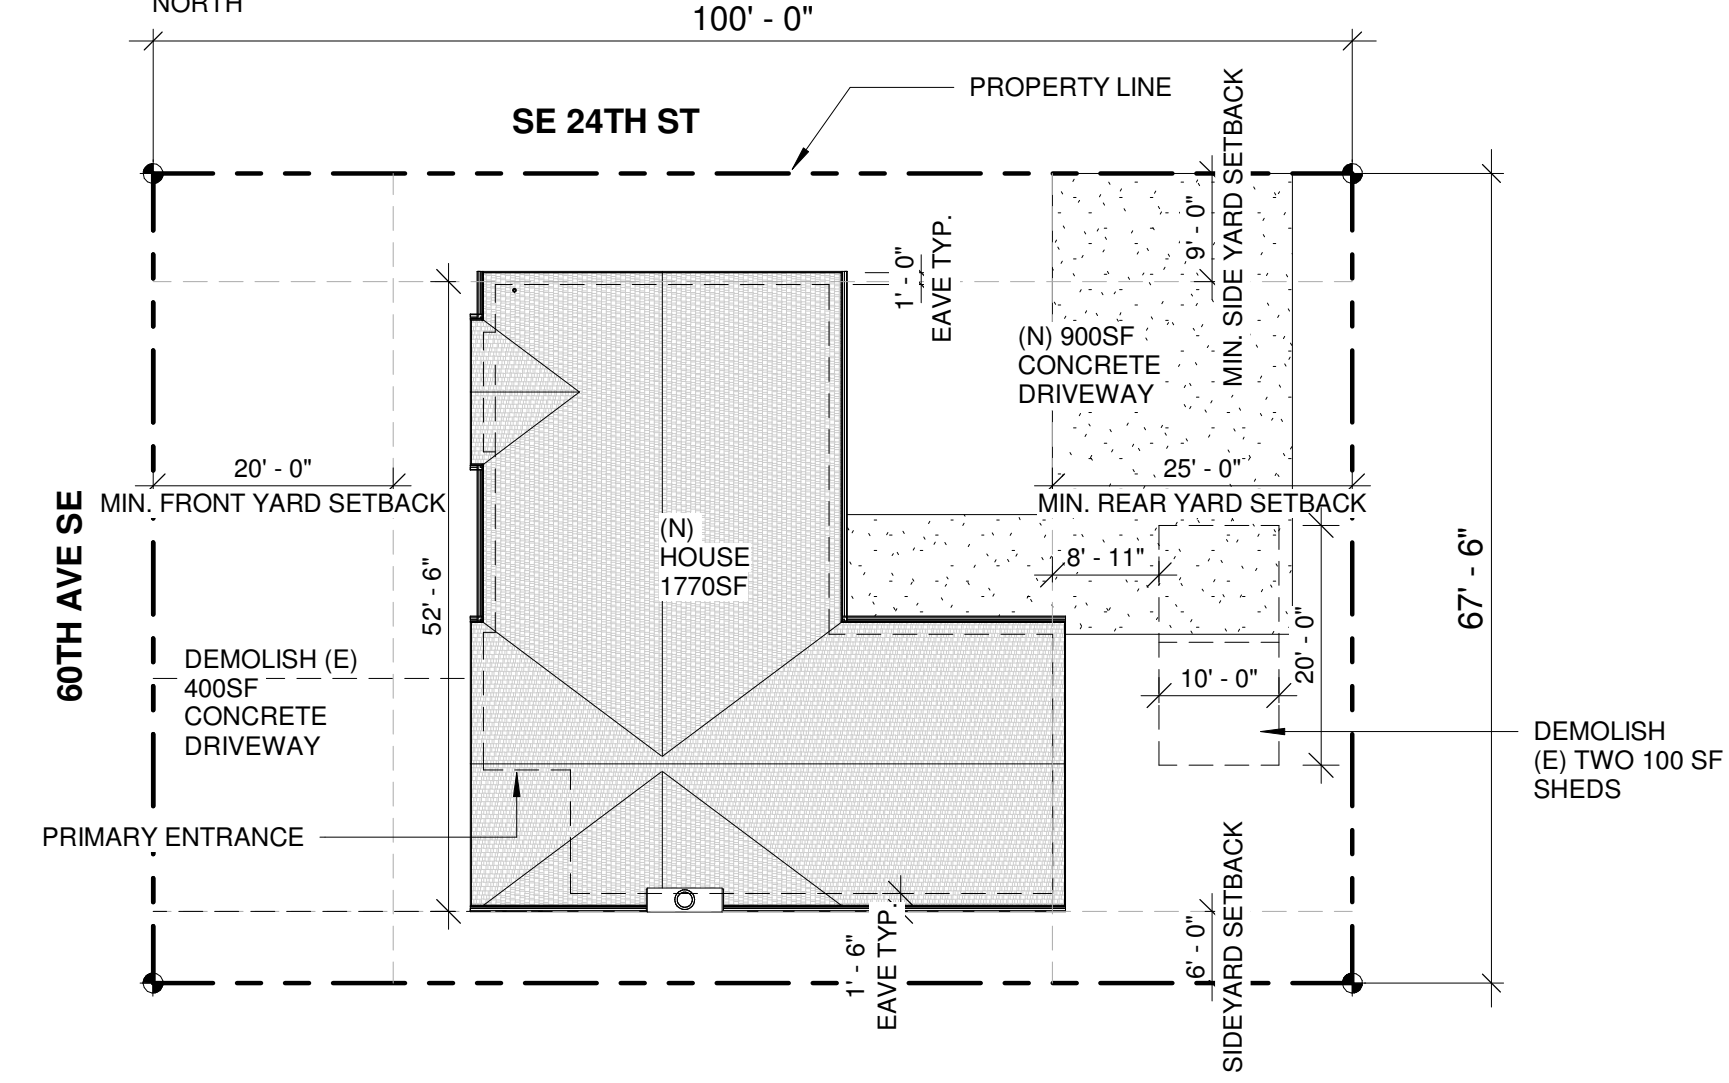 NORTH
100' - 0"
PROPERTY LINE
SE 24TH ST
MIN. SIDE YARD SETBACK
9' - 0"
1' - 0"
EAVE TYP.
(N) 900SF
CONCRETE
DRIVEWAY
20' - 0"
MIN. FRONT YARD SETBACK
25' - 0"
MIN. REAR YARD SETBACK
60TH AVE SE
52' - 6"
(N)
HOUSE
1770SF
8' - 11"
67' - 6"
20' - 0"
10' - 0"
DEMOLISH (E)
400SF
CONCRETE
DRIVEWAY
DEMOLISH
(E) TWO 100 SF
SHEDS
PRIMARY ENTRANCE
1' - 6"
EAVE TYP.
6' - 0"
SIDEYARD SETBACK